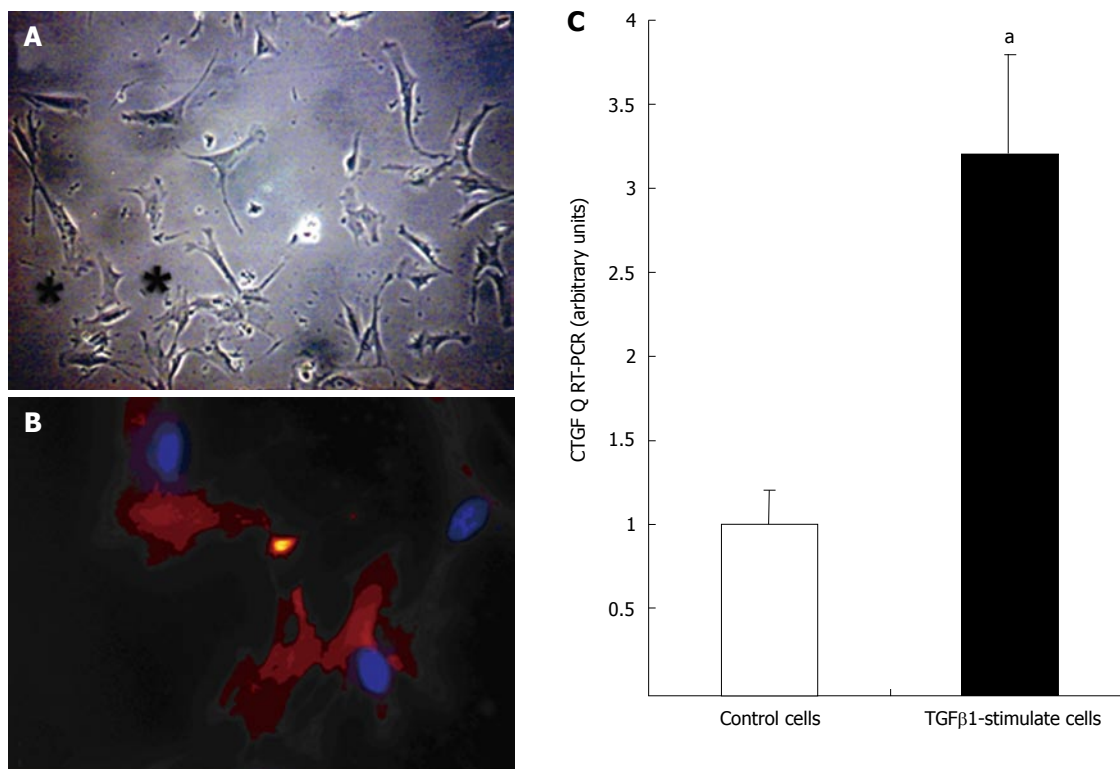 A
B
C
4
3.5
3
2.5
2
1.5
1
0.5
CTGF Q RT-PCR (arbitrary units)
a
Control cells
TGFβ1-stimulate cells